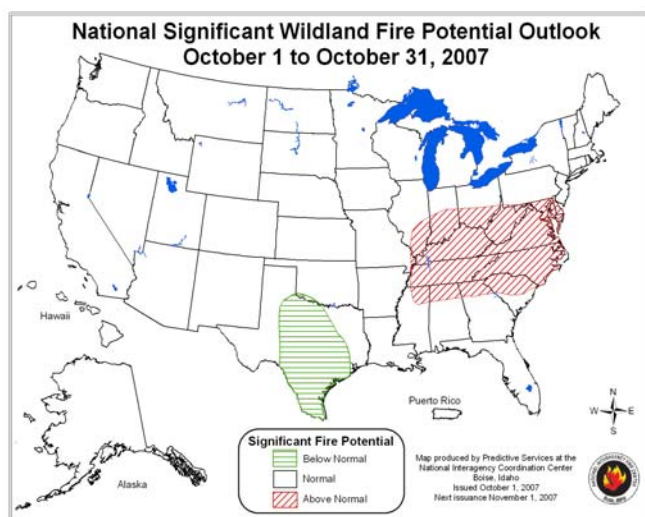 National Significant Wildland Fire Potential Outlook
October 1 to October 31, 2007
Hawaii
Alaska
Puerto Rico
N
W
E
S
Significant Fire Potential
Below Normal
Normal
Above Normal
Map produced by Predictive Services at the
National Interagency Coordination Center
Boise, Idaho
Issued October 1, 2007
Next issuance November 1, 2007